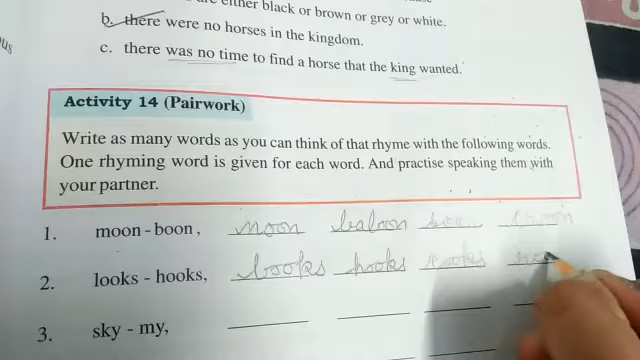 either black or brown or grey or white.
b. there were no horses in the kingdom.
c. there was no time to find a horse that the king wanted.
Activity 14 (Pairwork)
Write as many words as you can think of that rhyme with the following words.
One rhyming word is given for each word. And practise speaking them with
your partner.
1. moon - boon, moon baloon
2. looks - hooks, books hooks cooks
3. sky - my,